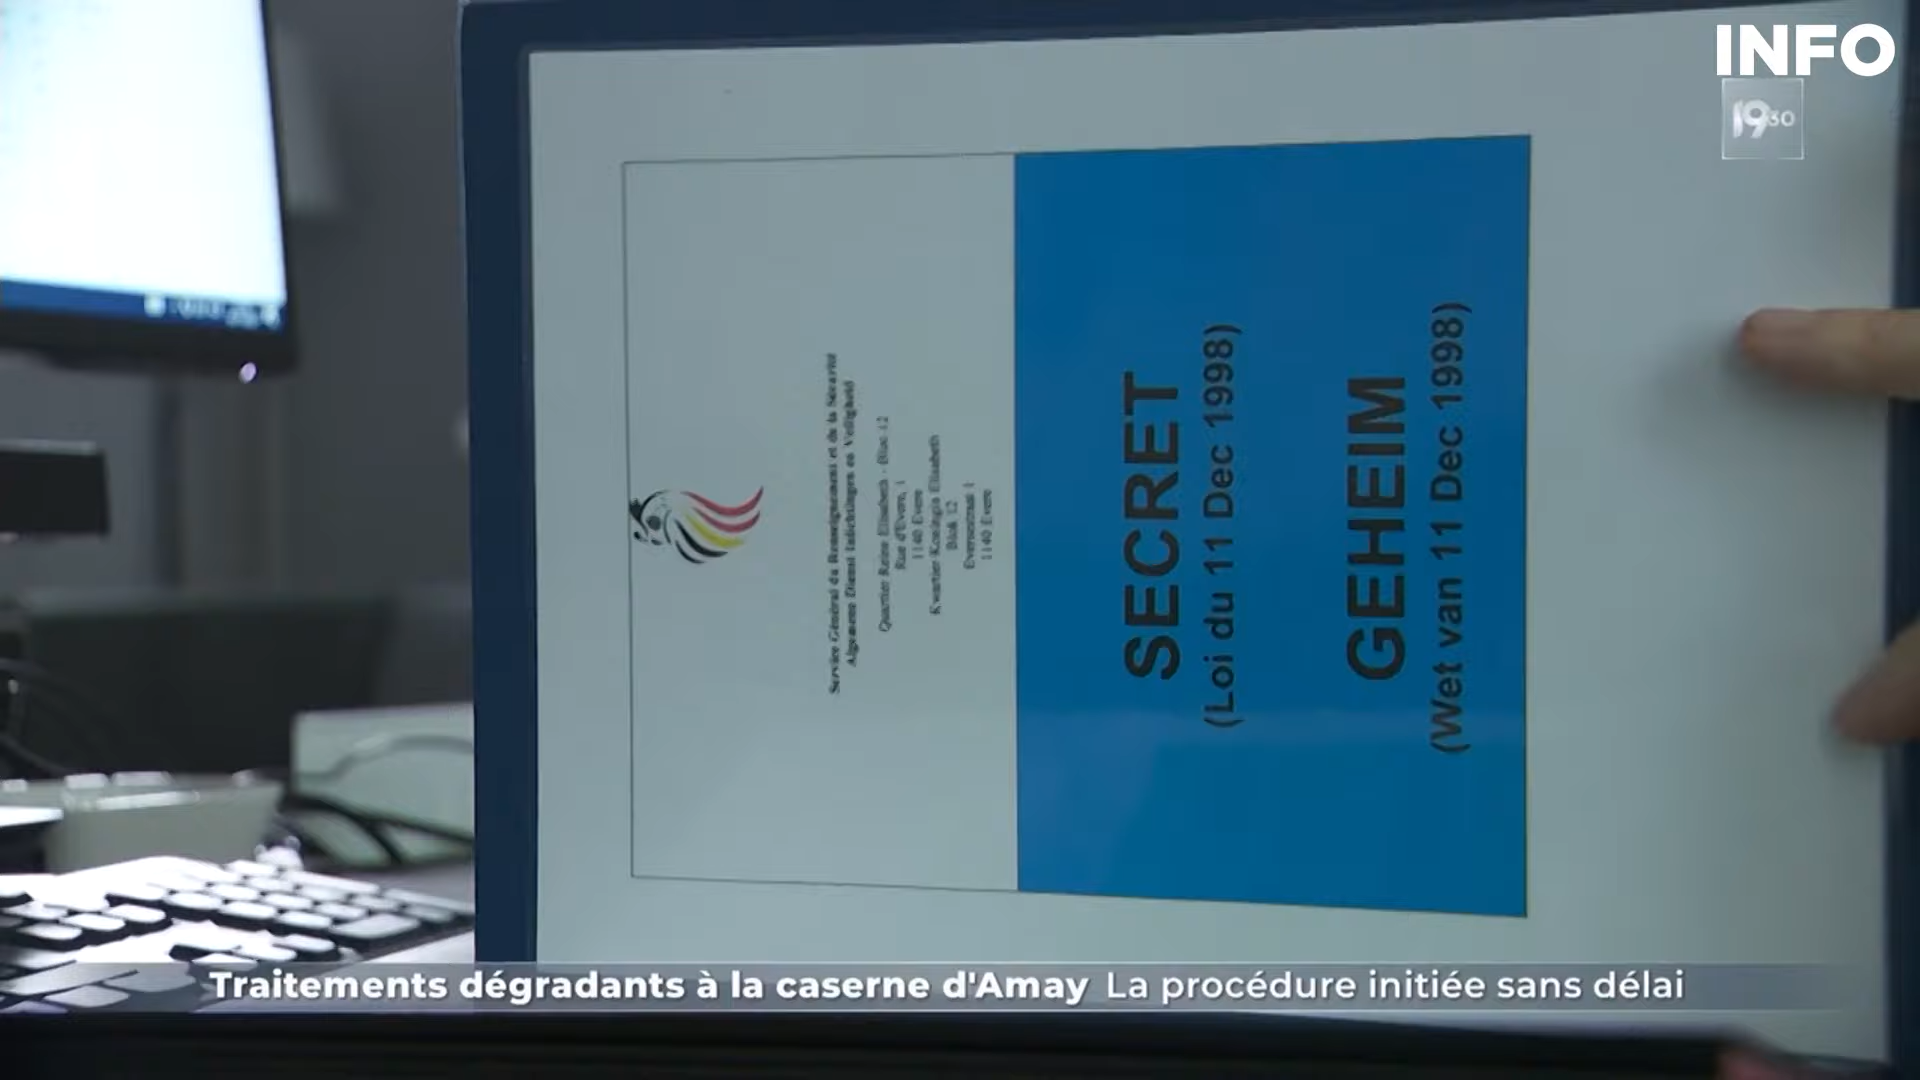 INFO
19 30
Service Général du Renseignement et de la Sécurité
Algemene Dienst Inlichtingen en Veiligheid
Quartier Reine Elisabeth - Bloc 12
Rue d'Evere, 1
1140 Evere
Kwartier Koningin Elisabeth
Blok 12
Eversestraat 1
1140 Evere
SECRET
(Loi du 11 Dec 1998)
GEHEIM
(Wet van 11 Dec 1998)
Traitements dégradants à la caserne d'Amay La procédure initiée sans délai